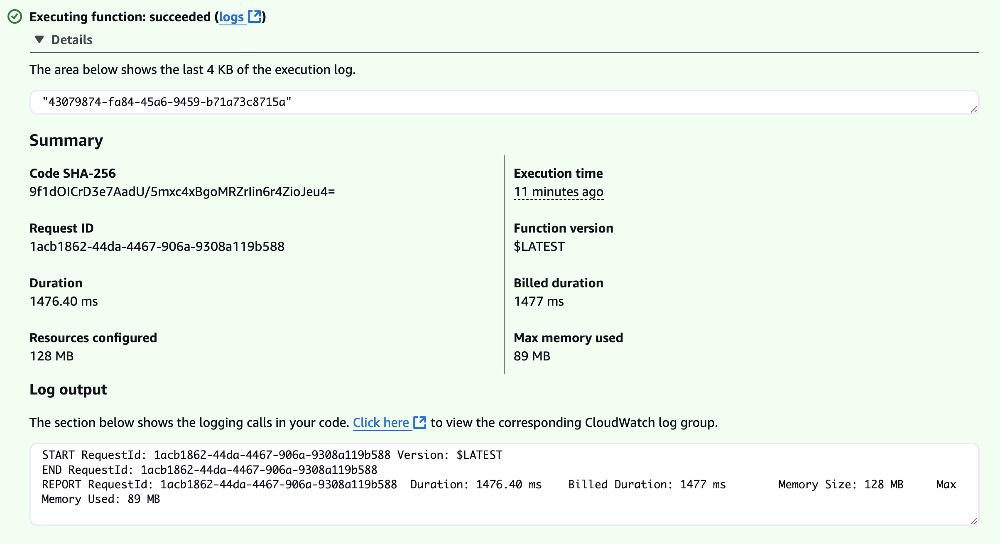 Executing function: succeeded (logs)
Details
The area below shows the last 4 KB of the execution log.
"43079874-fa84-45a6-9459-b71a73c8715a"
Summary
Code SHA-256
9f1dOICrD3e7AadU/5mxc4xBgoMRZrIin6r4ZioJeu4=
Execution time
11 minutes ago
Request ID
1acb1862-44da-4467-906a-9308a119b588
Function version
$LATEST
Duration
1476.40 ms
Billed duration
1477 ms
Resources configured
128 MB
Max memory used
89 MB
Log output
The section below shows the logging calls in your code. Click here to view the corresponding CloudWatch log group.
START RequestId: 1acb1862-44da-4467-906a-9308a119b588 Version: $LATEST
END RequestId: 1acb1862-44da-4467-906a-9308a119b588
REPORT RequestId: 1acb1862-44da-4467-906a-9308a119b588  Duration: 1476.40 ms    Billed Duration: 1477 ms        Memory Size: 128 MB     Max
Memory Used: 89 MB